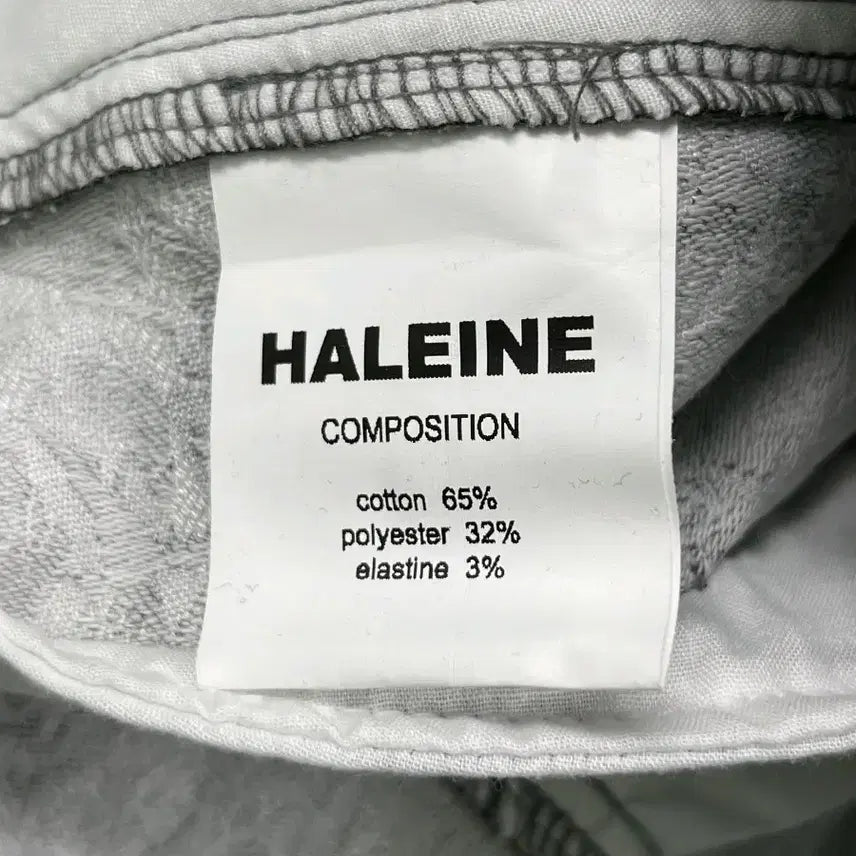 HALEINE
COMPOSITION
cotton 65%
polyester 32%
elastine 3%